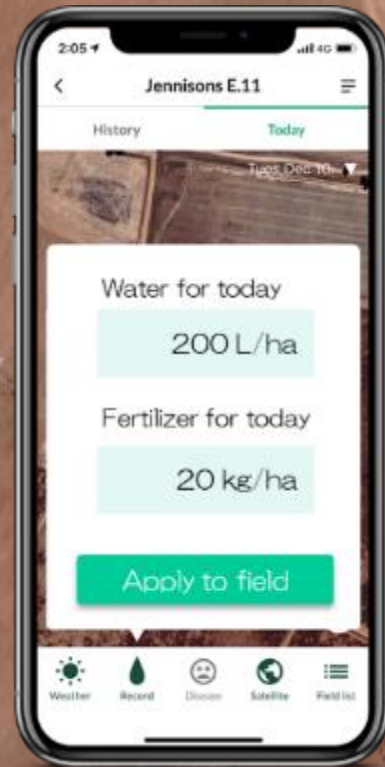 2:05
4G
Jennisons E.11
History
Today
Tues, Dec 10
Water for today
200 L/ha
Fertilizer for today
20 kg/ha
Apply to field
Weather
Record
Disease
Satellite
Field list